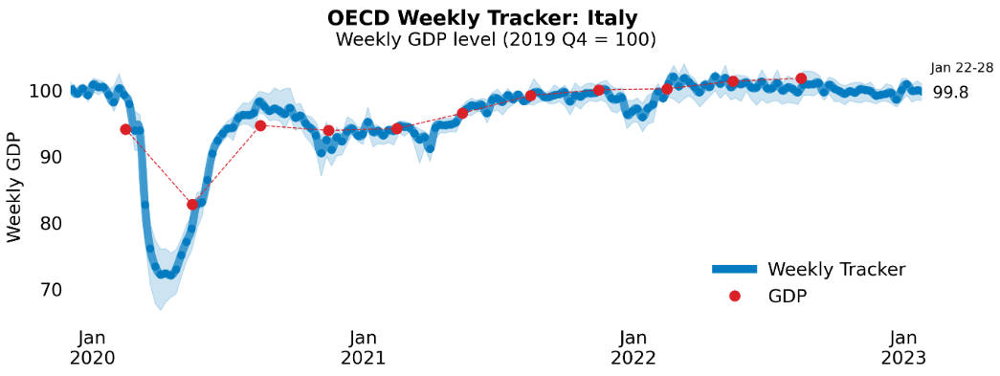 OECD Weekly Tracker: Italy
Weekly GDP level (2019 Q4 = 100)
Jan 22-28
99.8
Weekly GDP
100
90
80
70
Weekly Tracker
GDP
Jan
2020
Jan
2021
Jan
2022
Jan
2023